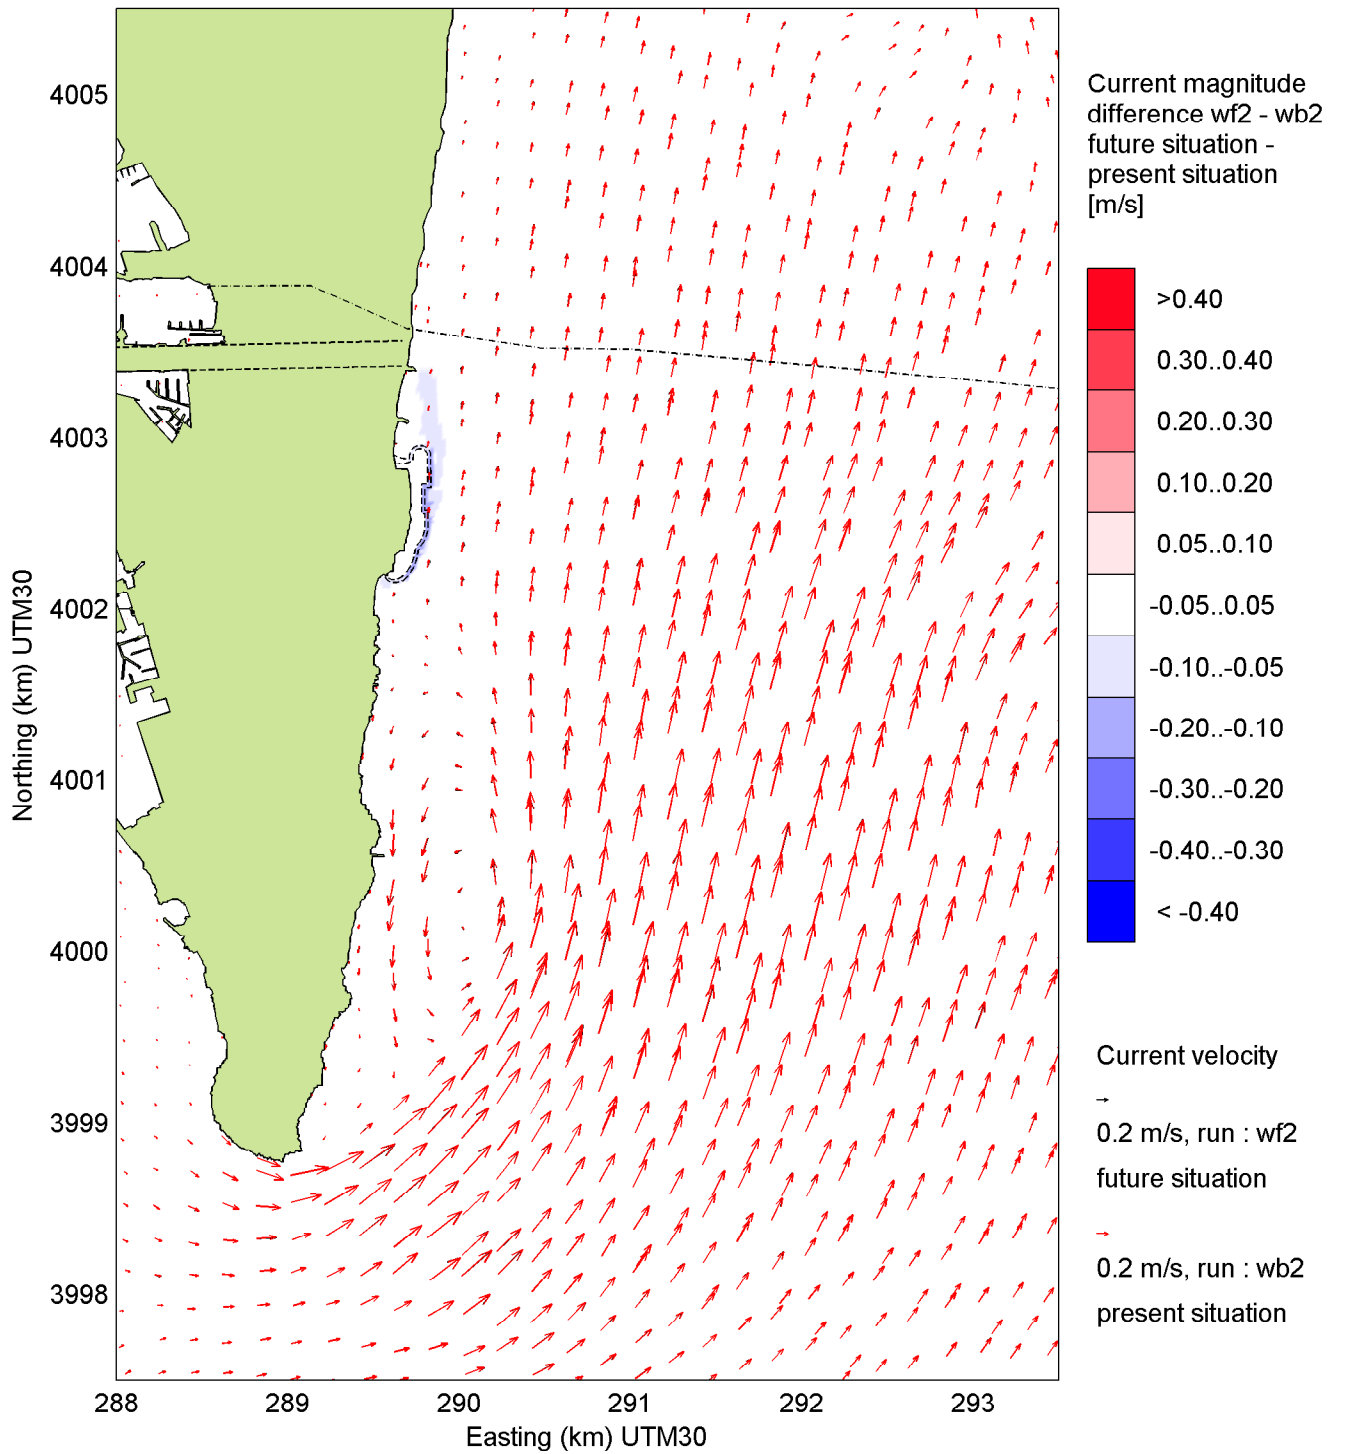 Current magnitude
difference wf2 - wb2
future situation -
present situation
[m/s]
>0.40
0.30..0.40
0.20..0.30
0.10..0.20
0.05..0.10
-0.05..0.05
-0.10..-0.05
-0.20..-0.10
-0.30..-0.20
-0.40..-0.30
< -0.40
Current velocity
0.2 m/s, run : wf2
future situation
0.2 m/s, run : wb2
present situation
4005
4004
4003
4002
4001
4000
3999
3998
Northing (km) UTM30
288
289
290
291
292
293
Easting (km) UTM30